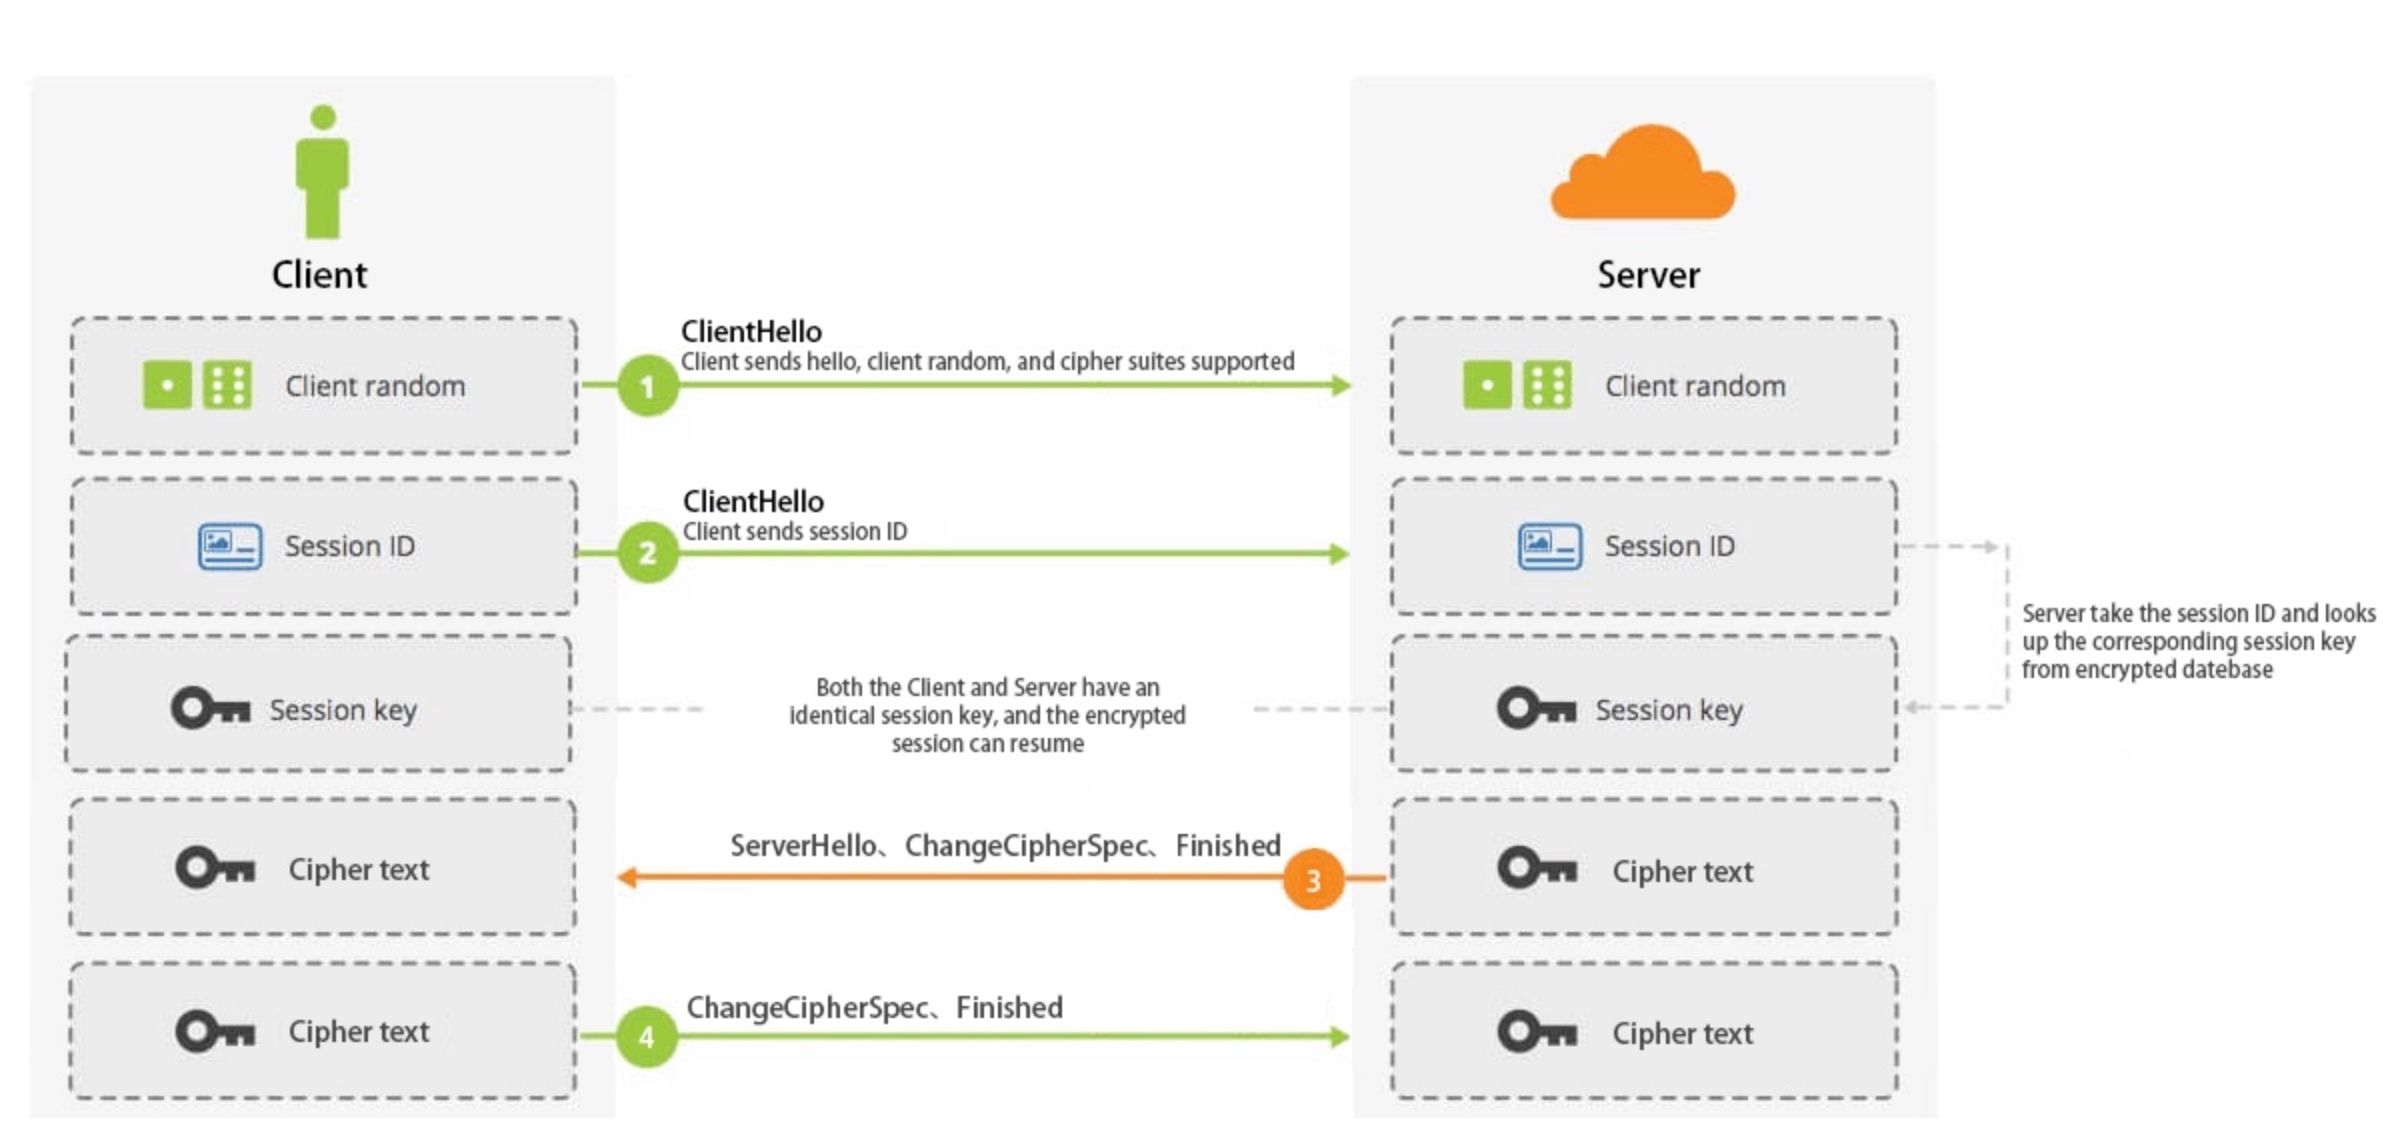 Client
Server
Client random
1
ClientHello
Client sends hello, client random, and cipher suites supported
Client random
Session ID
2
ClientHello
Client sends session ID
Session ID
Server take the session ID and looks
up the corresponding session key
from encrypted datebase
Session key
Both the Client and Server have an
identical session key, and the encrypted
session can resume
Session key
Cipher text
ServerHello、ChangeCipherSpec、Finished
3
Cipher text
Cipher text
4
ChangeCipherSpec、Finished
Cipher text